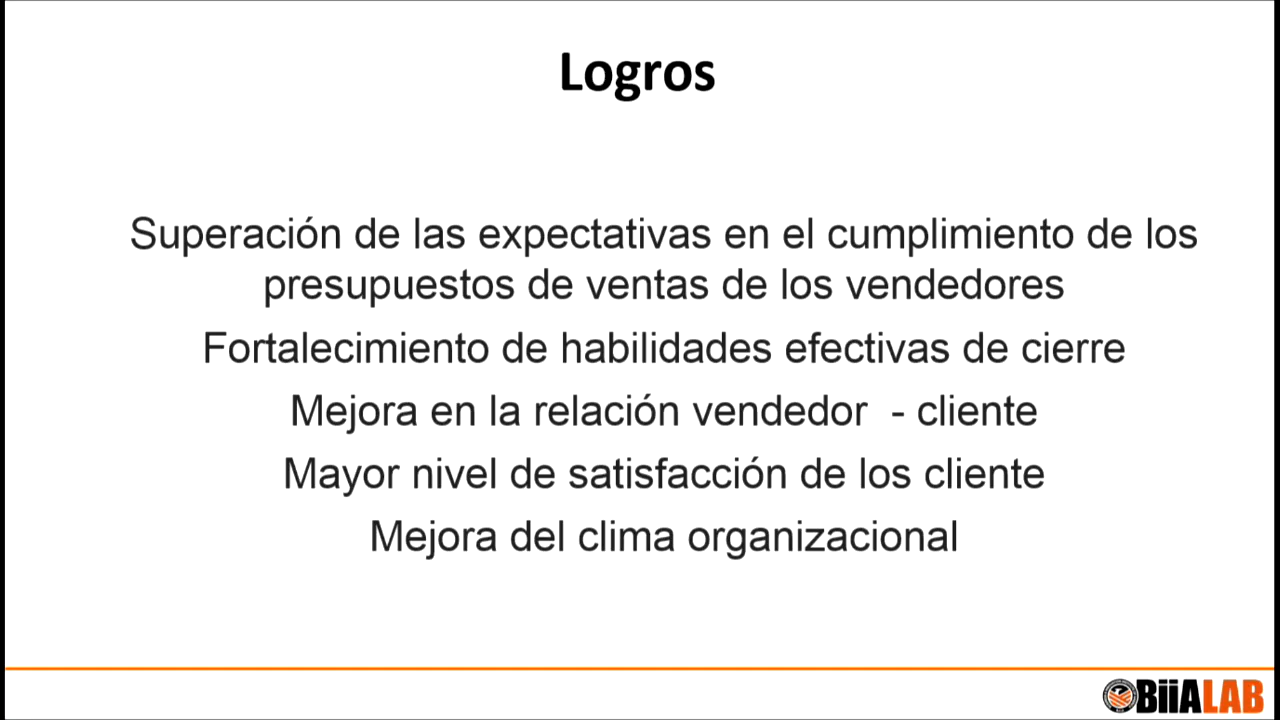 Logros
Superación de las expectativas en el cumplimiento de los
presupuestos de ventas de los vendedores
Fortalecimiento de habilidades efectivas de cierre
Mejora en la relación vendedor  - cliente
Mayor nivel de satisfacción de los cliente
Mejora del clima organizacional
BiiALAB